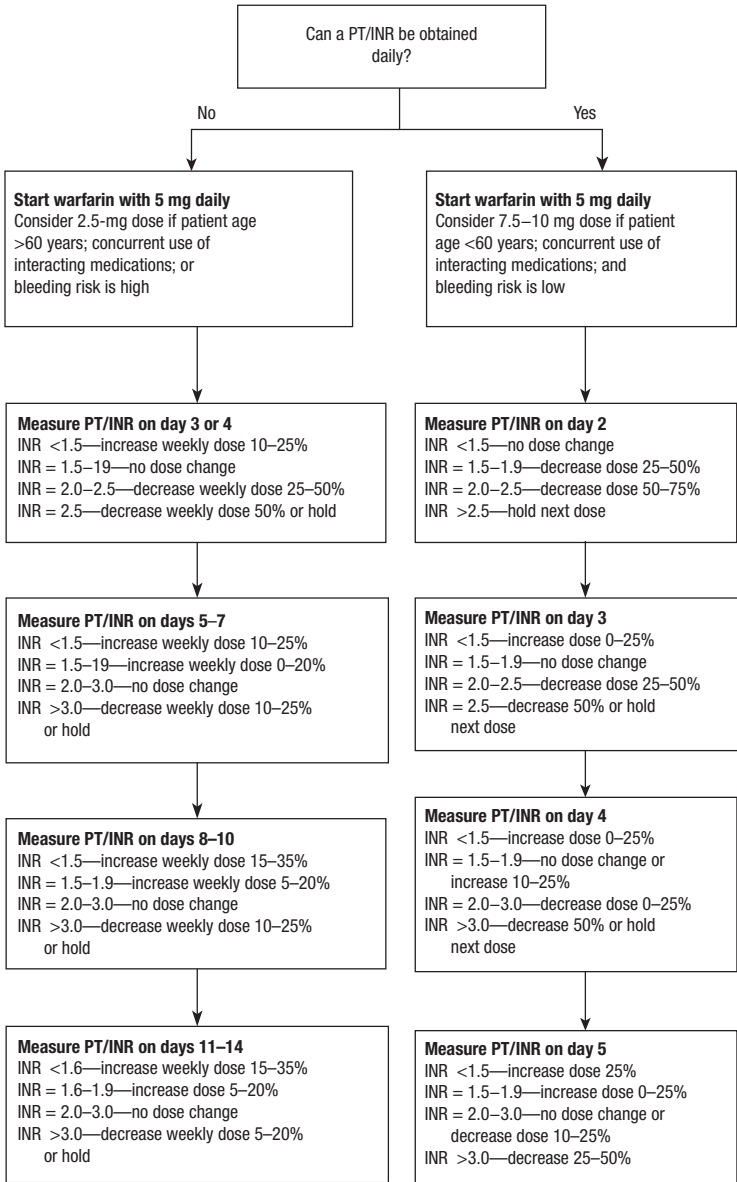 Can a PT/INR be obtained
daily?
No
Yes
Start warfarin with 5 mg daily
Consider 2.5-mg dose if patient age
>60 years; concurrent use of
interacting medications; or
bleeding risk is high
Measure PT/INR on day 3 or 4
INR <1.5—increase weekly dose 10–25%
INR = 1.5–19—no dose change
INR = 2.0–2.5—decrease weekly dose 25–50%
INR = 2.5—decrease weekly dose 50% or hold
Measure PT/INR on days 5–7
INR <1.5—increase weekly dose 10–25%
INR = 1.5–19—increase weekly dose 0–20%
INR = 2.0–3.0—no dose change
INR >3.0—decrease weekly dose 10–25%
or hold
Measure PT/INR on days 8–10
INR <1.5—increase weekly dose 15–35%
INR = 1.5–1.9—increase weekly dose 5–20%
INR = 2.0–3.0—no dose change
INR >3.0—decrease weekly dose 10–25%
or hold
Measure PT/INR on days 11–14
INR <1.6—increase weekly dose 15–35%
INR = 1.6–1.9—increase dose 5–20%
INR = 2.0–3.0—no dose change
INR >3.0—decrease weekly dose 5–20%
or hold
Start warfarin with 5 mg daily
Consider 7.5–10 mg dose if patient
age <60 years; concurrent use of
interacting medications; and
bleeding risk is low
Measure PT/INR on day 2
INR <1.5—no dose change
INR = 1.5–1.9—decrease dose 25–50%
INR = 2.0–2.5—decrease dose 50–75%
INR >2.5—hold next dose
Measure PT/INR on day 3
INR <1.5—increase dose 0–25%
INR = 1.5–1.9—no dose change
INR = 2.0–2.5—decrease dose 25–50%
INR = 2.5—decrease 50% or hold
next dose
Measure PT/INR on day 4
INR <1.5—increase dose 0–25%
INR = 1.5–1.9—no dose change or
increase 10–25%
INR = 2.0–3.0—decrease dose 0–25%
INR >3.0—decrease 50% or hold
next dose
Measure PT/INR on day 5
INR <1.5—increase dose 25%
INR = 1.5–1.9—increase dose 0–25%
INR = 2.0–3.0—no dose change or
decrease dose 10–25%
INR >3.0—decrease 25–50%